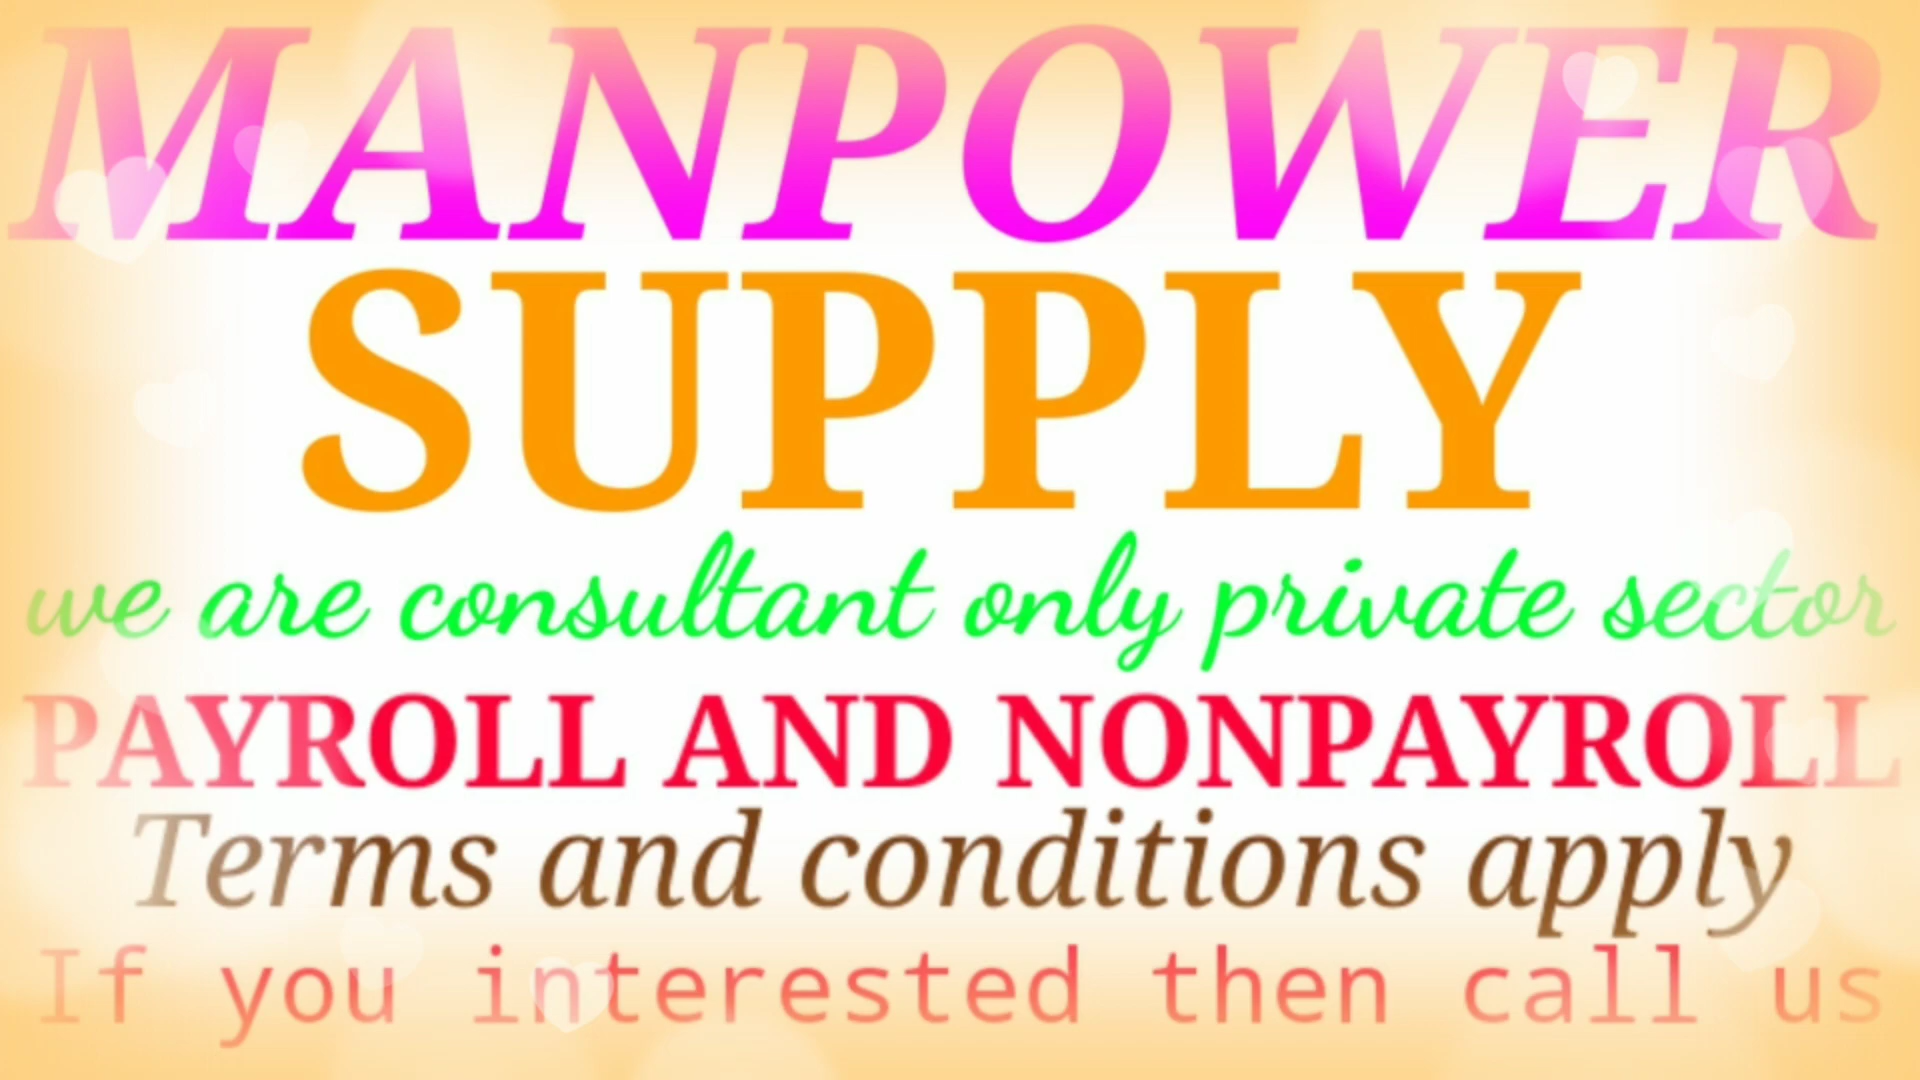 MANPOWER
SUPPLY
we are consultant only private sector
PAYROLL AND NONPAYROLL
Terms and conditions apply
If you interested then call us